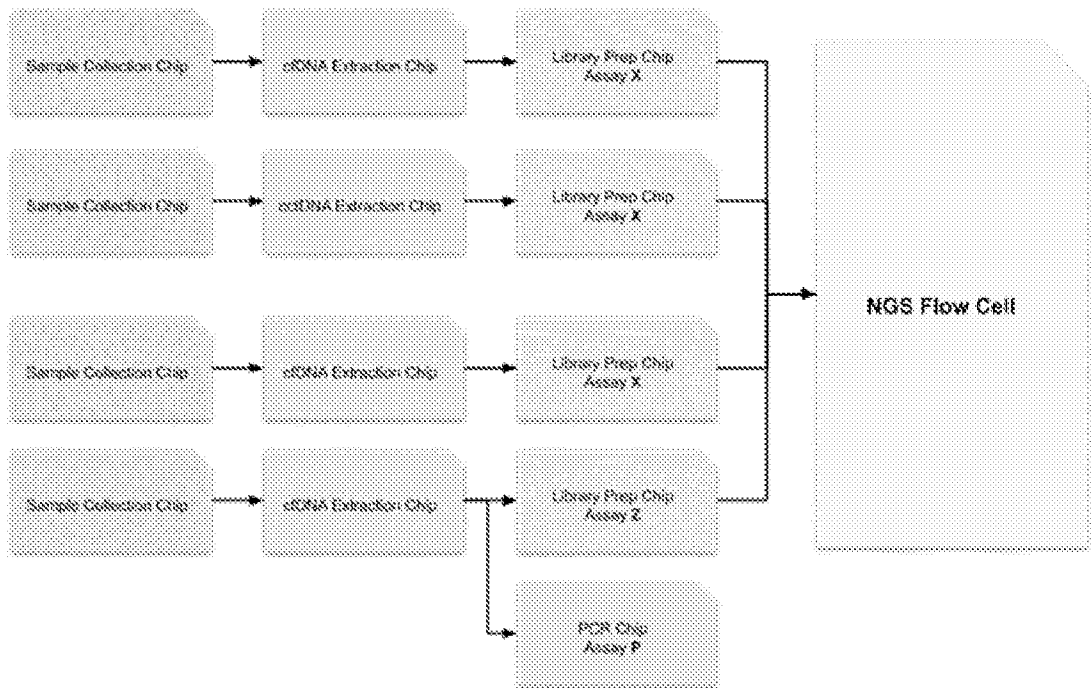 Sample Collection Chip
cfDNA Extraction Chip
Library Prep Chip
Assay X
Sample Collection Chip
Extraction Chip
Library Prep Chip
Assay X
NGS Flow Cell
Sample Collection Chip
cfDNA Extraction Chip
Library Prep Chip
Assay X
Sample Collection Chip
cfDNA Extraction Chip
Library Prep Chip
Assay Z
PCR Chip
Assay P